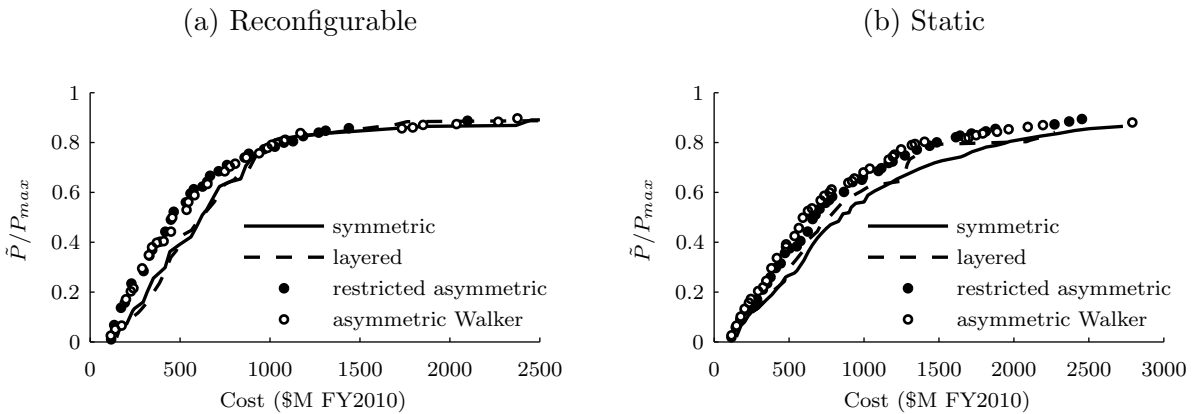 (a) Reconfigurable
(b) Static
1
0.8
0.6
0.4
0.2
0
P̃/P_max
symmetric
layered
restricted asymmetric
asymmetric Walker
0 500 1000 1500 2000 2500
Cost ($M FY2010)
1
0.8
0.6
0.4
0.2
0
P̃/P_max
symmetric
layered
restricted asymmetric
asymmetric Walker
0 500 1000 1500 2000 2500 3000
Cost ($M FY2010)